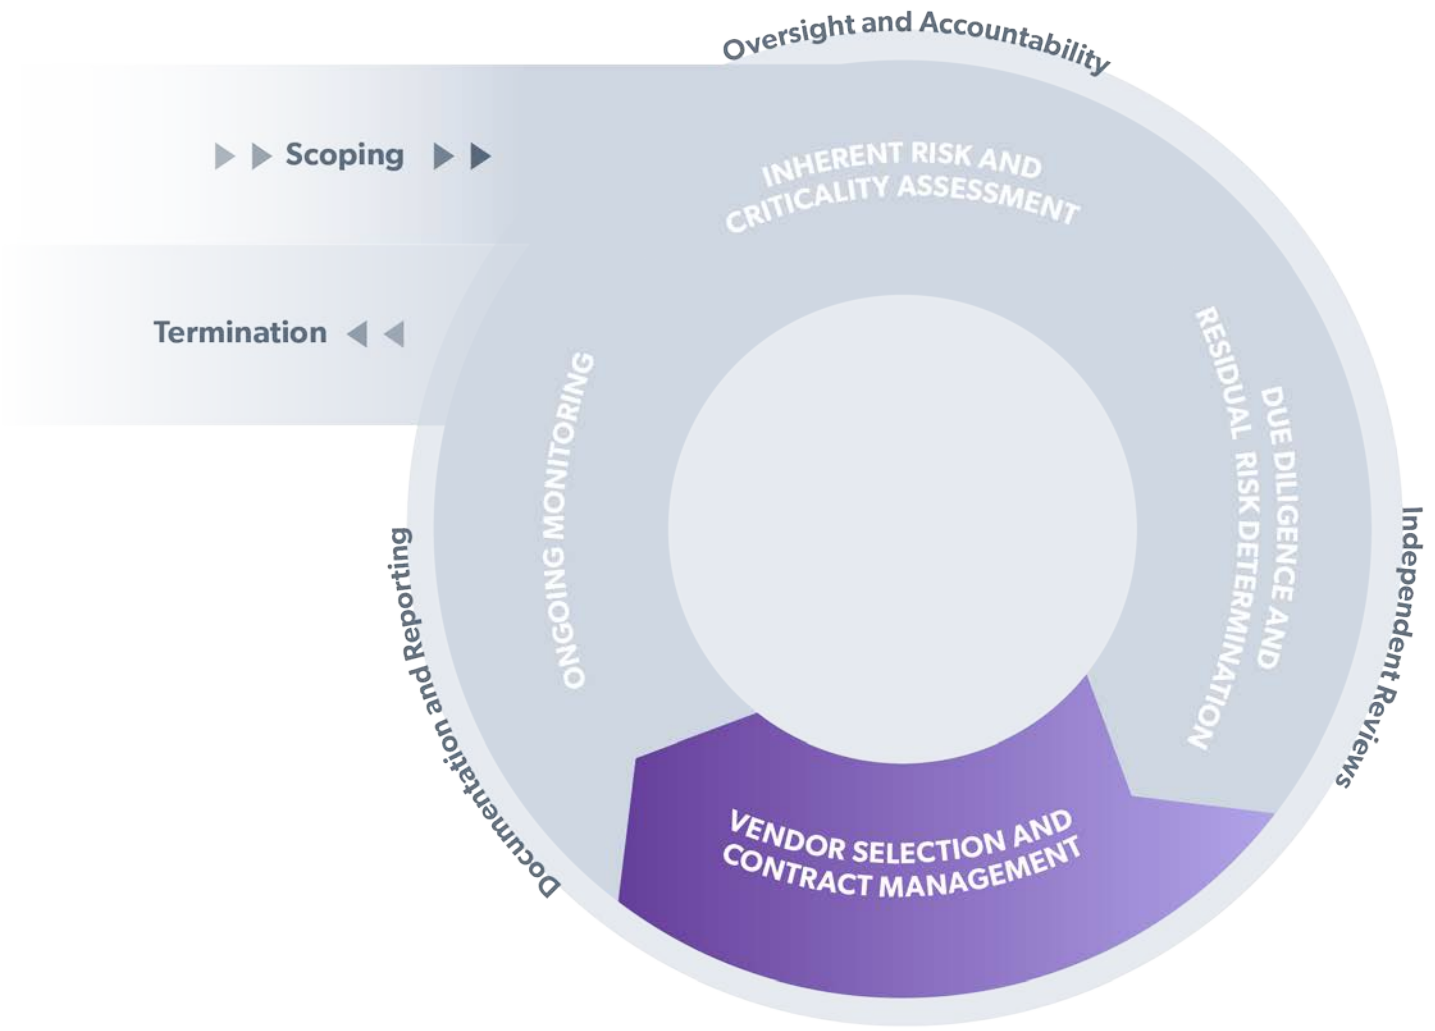 Oversight and Accountability
Scoping
INHERENT RISK AND
CRITICALITY ASSESSMENT
Termination
DUE DILIGENCE AND
RESIDUAL RISK DETERMINATION
Independent Reviews
VENDOR SELECTION AND
CONTRACT MANAGEMENT
ONGOING MONITORING
Documentation and Reporting